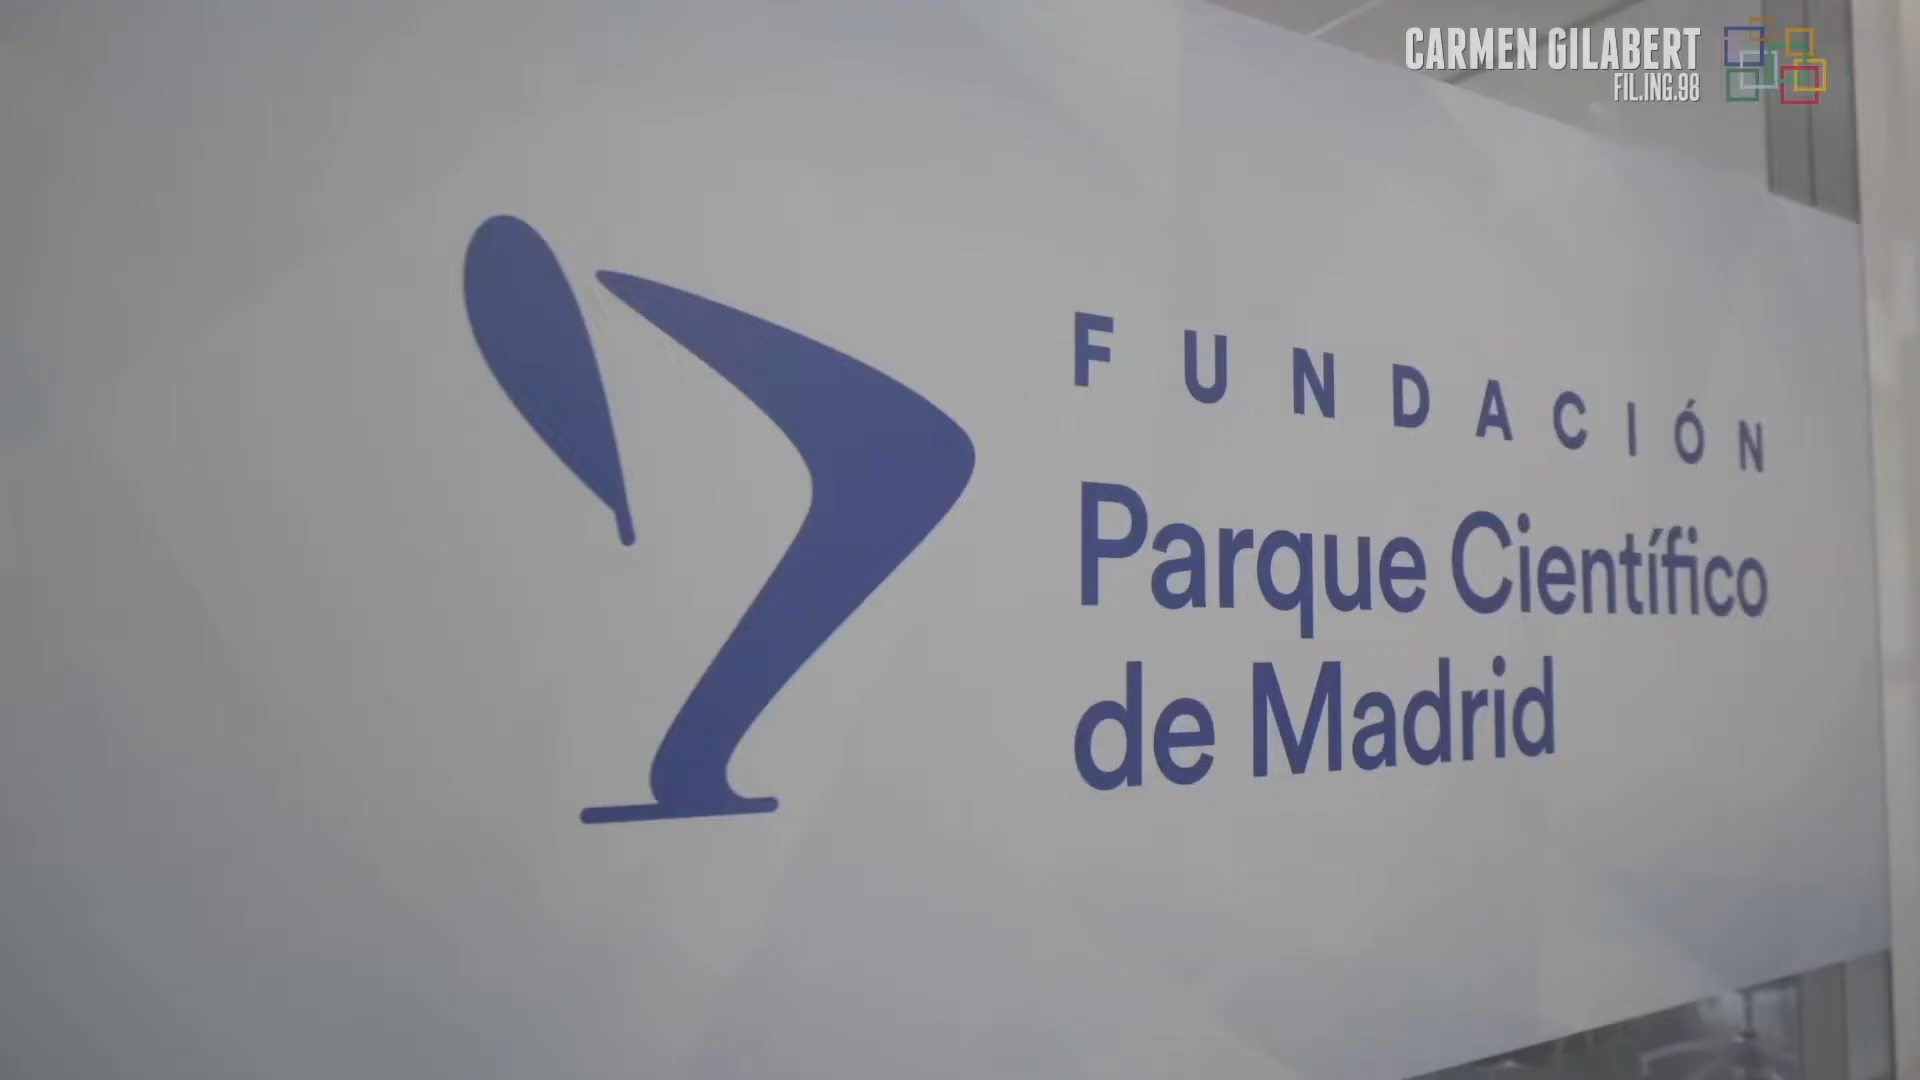 CARMEN GILABERT
FIL.ING.98
FUNDACIÓN
Parque Científico
de Madrid